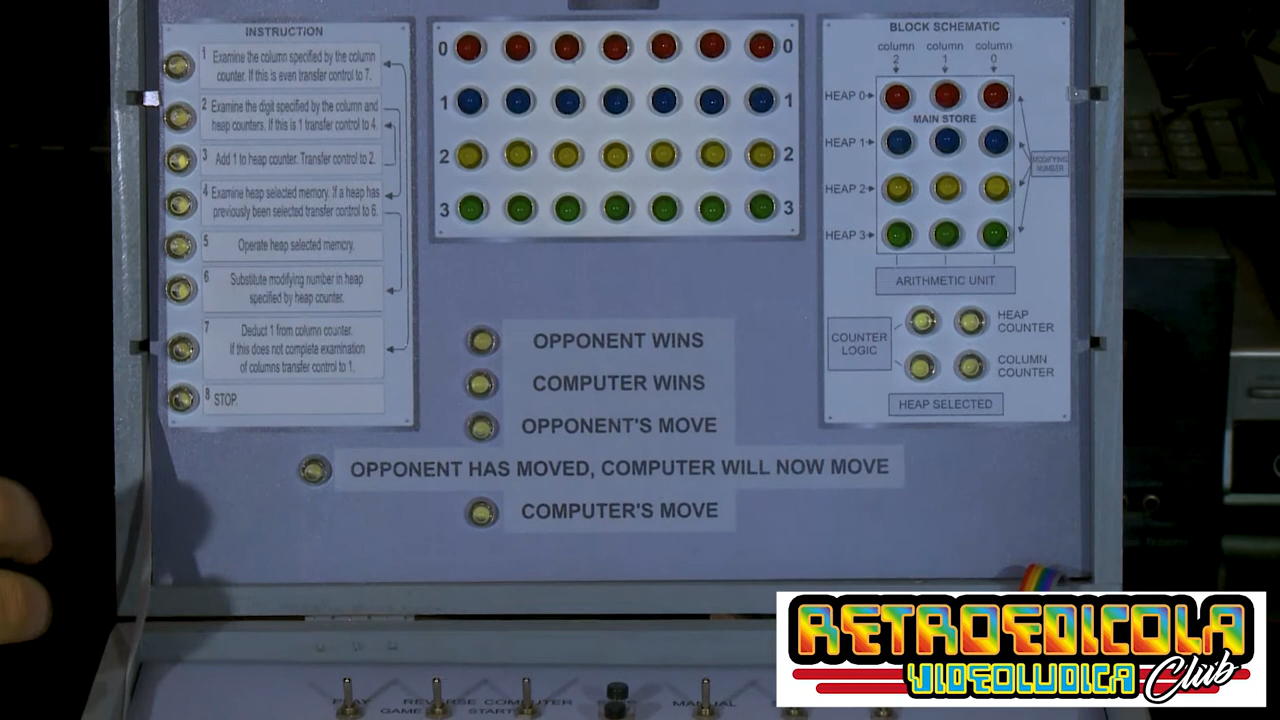 INSTRUCTION
1 Examine the column specified by the column
counter. If this is even transfer control to 7.
2 Examine the digit specified by the column and
heap counters. If this is 1 transfer control to 4.
3 Add 1 to heap counter. Transfer control to 2.
4 Examine heap selected memory. If a heap has
previously been selected transfer control to 6.
5 Operate heap selected memory.
6 Substitute modifying number in heap
specified by heap counter.
7 Deduct 1 from column counter.
If this does not complete examination
of columns transfer control to 1.
8 STOP.
0 0
1 1
2 2
3 3
OPPONENT WINS
COMPUTER WINS
OPPONENT'S MOVE
OPPONENT HAS MOVED, COMPUTER WILL NOW MOVE
COMPUTER'S MOVE
BLOCK SCHEMATIC
column column column
2 1 0
HEAP 0
MAIN STORE
HEAP 1
MODIFYING
NUMBER
HEAP 2
HEAP 3
ARITHMETIC UNIT
HEAP
COUNTER
COUNTER
LOGIC
COLUMN
COUNTER
HEAP SELECTED
PLAY REVERSE COMPUTER MANUAL
GAME START
RETROEDICOLA
VIDEOLUDICA Club